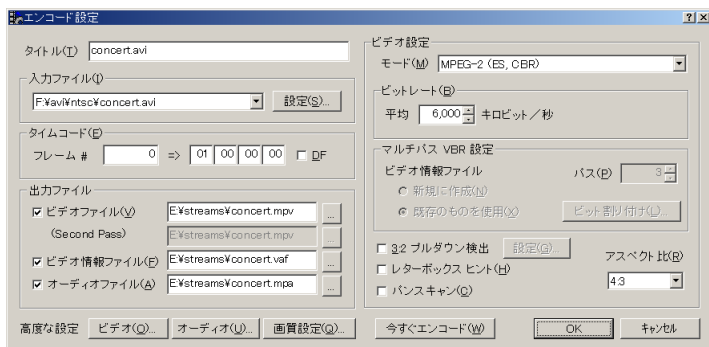 エンコード設定
タイトル(T) concert.avi
入力ファイル(I)
F:¥avi¥ntsc¥concert.avi 設定(S)...
タイムコード(E)
フレーム # 0 => 01 00 00 00 DF
出力ファイル
ビデオファイル(V) E:¥streams¥concert.mpv ...
(Second Pass) E:¥streams¥concert.mpv ...
ビデオ情報ファイル(F) E:¥streams¥concert.vaf ...
オーディオファイル(A) E:¥streams¥concert.mpa ...
高度な設定 ビデオ(O)... オーディオ(U)... 画質設定(Q)...
ビデオ設定
モード(M) MPEG-2 (ES, CBR)
ビットレート(B)
平均 6,000 キロビット／秒
マルチパス VBR 設定
ビデオ情報ファイル パス(P) 3
新規に作成(N)
既存のものを使用(X) ビット割り付け(L)...
3:2 プルダウン検出 設定(G)...
レターボックス ヒント(H)
パンスキャン(C)
アスペクト比(R)
4:3
今すぐエンコード(W) OK キャンセル